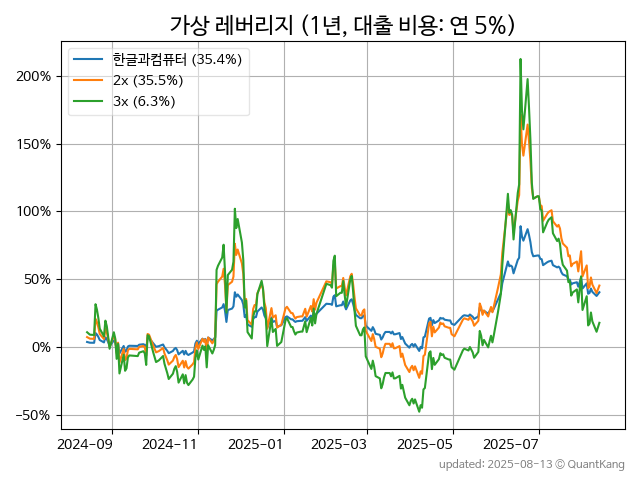 가상 레버리지 (1년, 대출 비용: 연 5%)
한글과컴퓨터 (35.4%)
2x (35.5%)
3x (6.3%)
200%
150%
100%
50%
0%
−50%
2024-09 2024-11 2025-01 2025-03 2025-05 2025-07
updated: 2025-08-13 © QuantKang